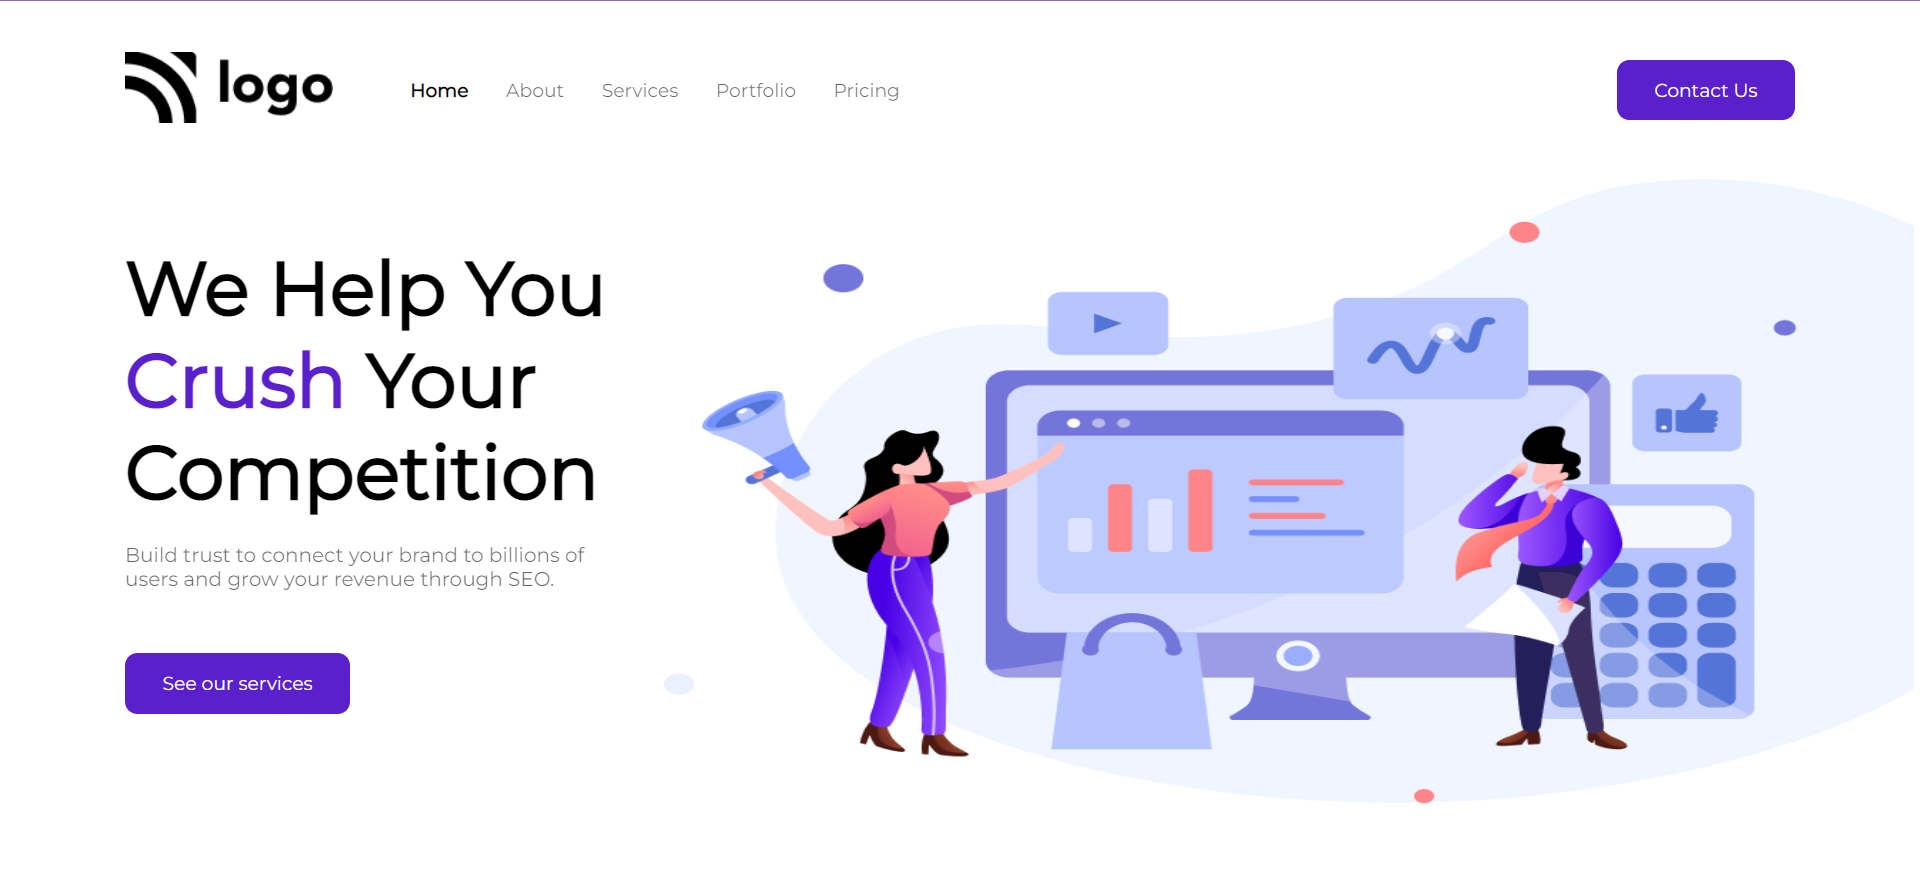 logo
Home
About
Services
Portfolio
Pricing
Contact Us
We Help You
Crush Your
Competition
Build trust to connect your brand to billions of
users and grow your revenue through SEO.
See our services